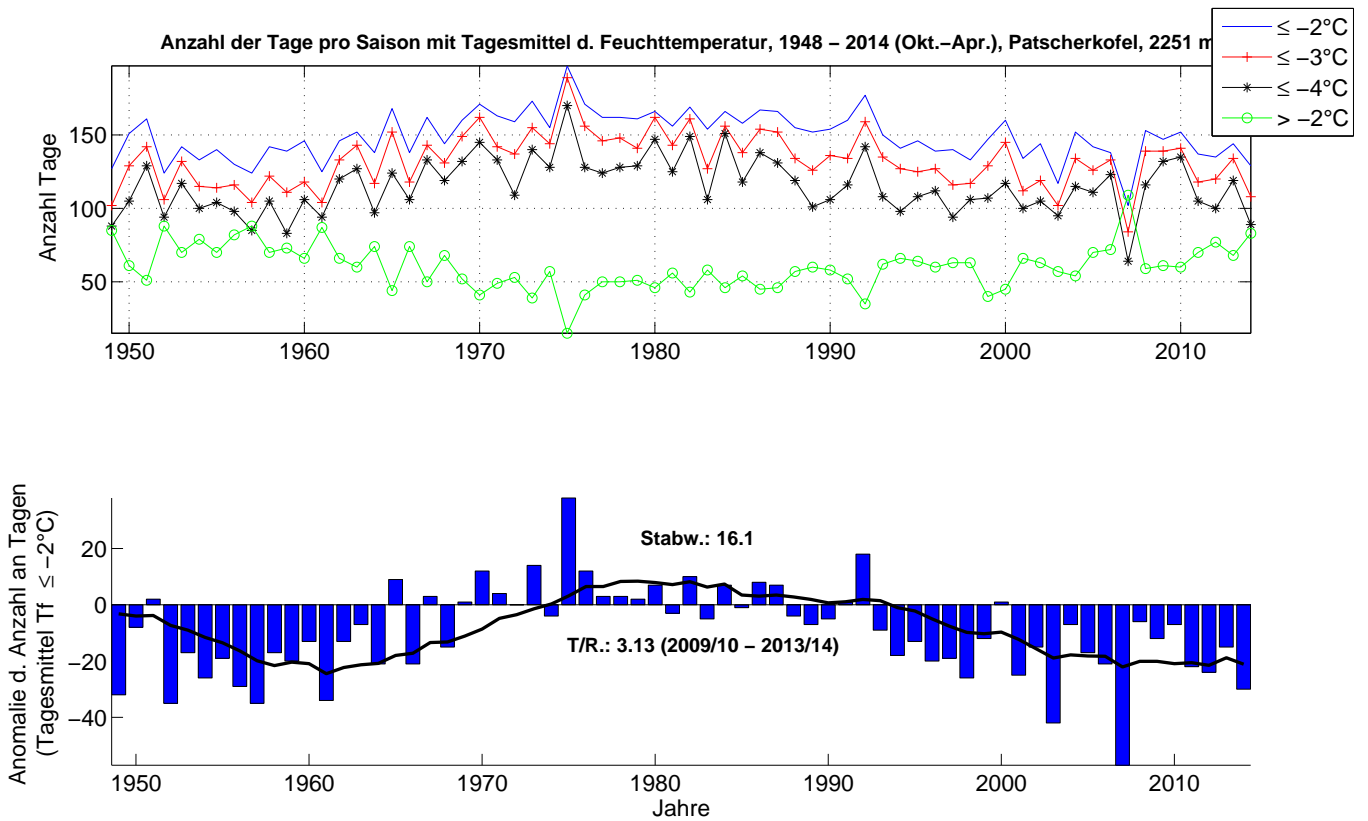 Anzahl der Tage pro Saison mit Tagesmittel d. Feuchttemperatur, 1948 − 2014 (Okt.−Apr.), Patscherkofel, 2251 m
≤ −2°C
≤ −3°C
≤ −4°C
> −2°C
Anzahl Tage
150
100
50
1950 1960 1970 1980 1990 2000 2010
Anomalie d. Anzahl an Tagen
(Tagesmittel Tf ≤ −2°C)
20
0
−20
−40
Stabw.: 16.1
T/R.: 3.13 (2009/10 − 2013/14)
1950 1960 1970 1980 1990 2000 2010
Jahre